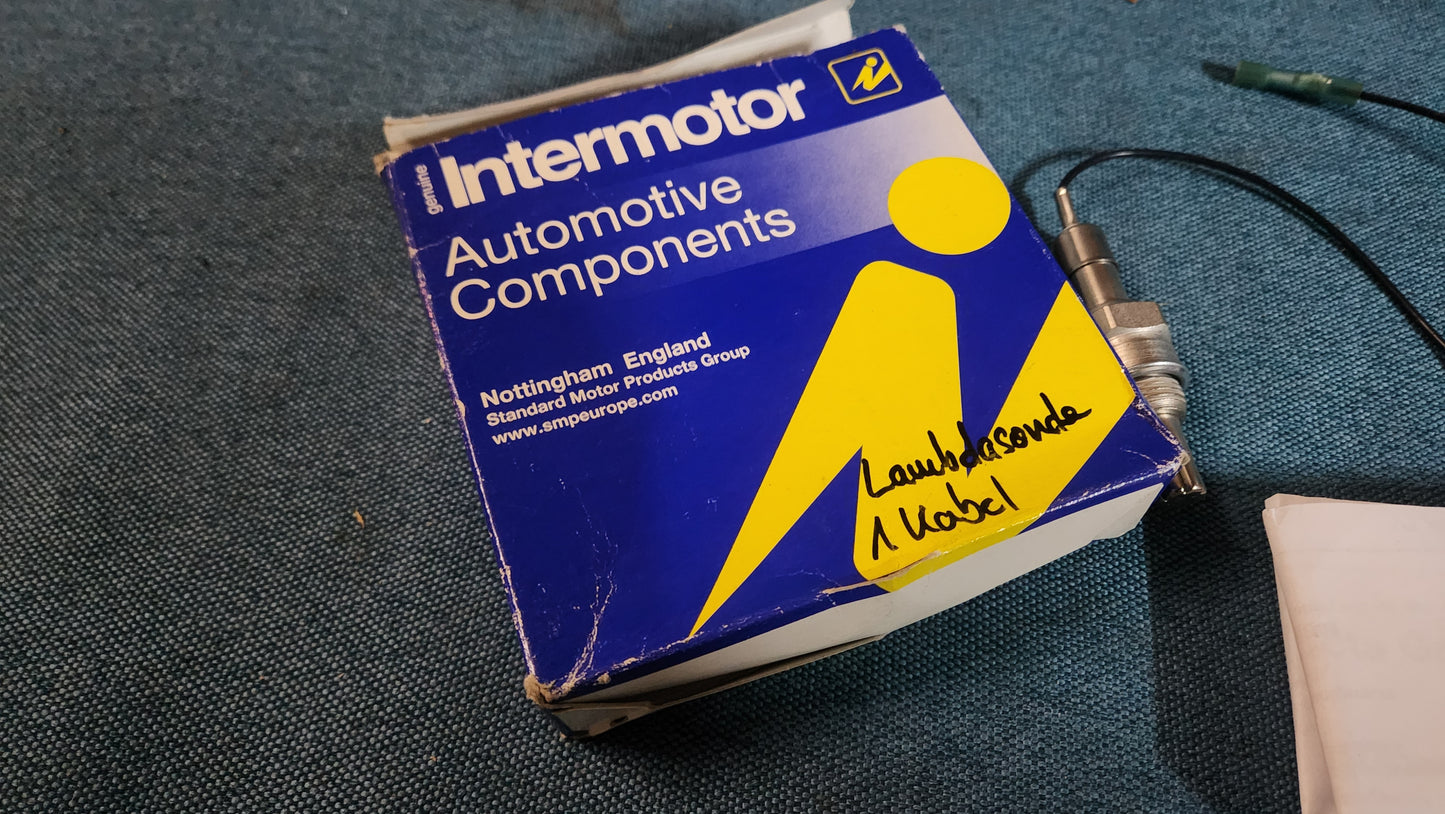 genuine
Intermotor
Automotive
Components
Nottingham England
Standard Motor Products Group
www.smpeurope.com
Lambdasonde
1 Kabel